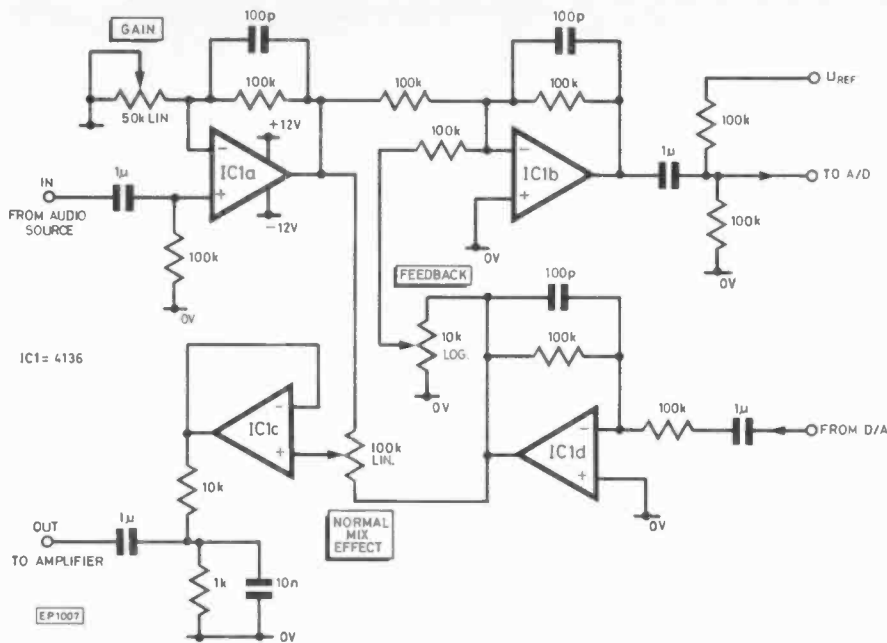 GAIN
50k LIN
100p
100k
+12V
IC1a
−
+
−12V
1µ
IN
FROM AUDIO
SOURCE
100k
0V
100k
100k
100p
100k
IC1b
−
+
0V
1µ
UREF
100k
TO A/D
100k
0V
FEEDBACK
10k
LOG.
0V
100p
100k
IC1d
−
+
0V
100k
1µ
FROM D/A
IC1= 4136
IC1c
−
+
100k
LIN.
NORMAL
MIX
EFFECT
10k
1µ
OUT
TO AMPLIFIER
1k
10n
0V
EP1007